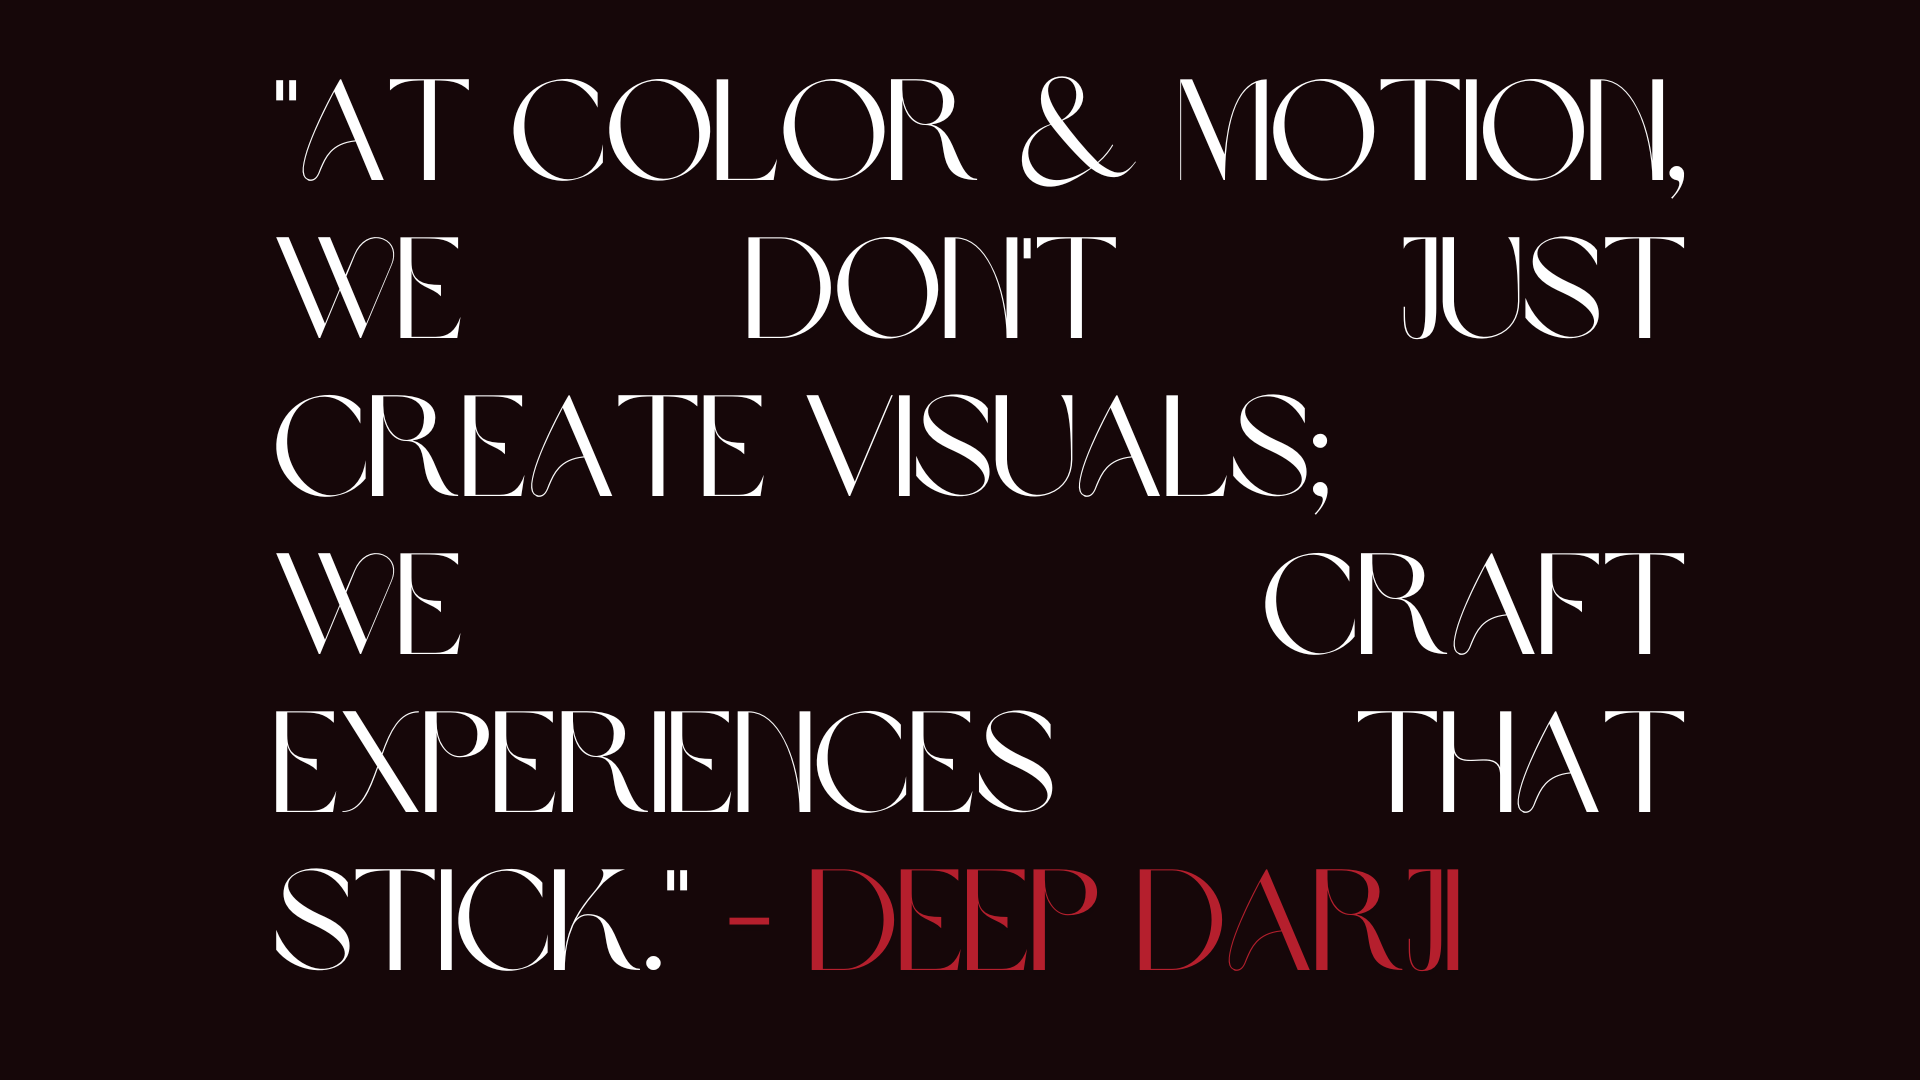 "AT COLOR & MOTION,
WE DON'T JUST
CREATE VISUALS;
WE CRAFT
EXPERIENCES THAT
STICK." - DEEP DARJI